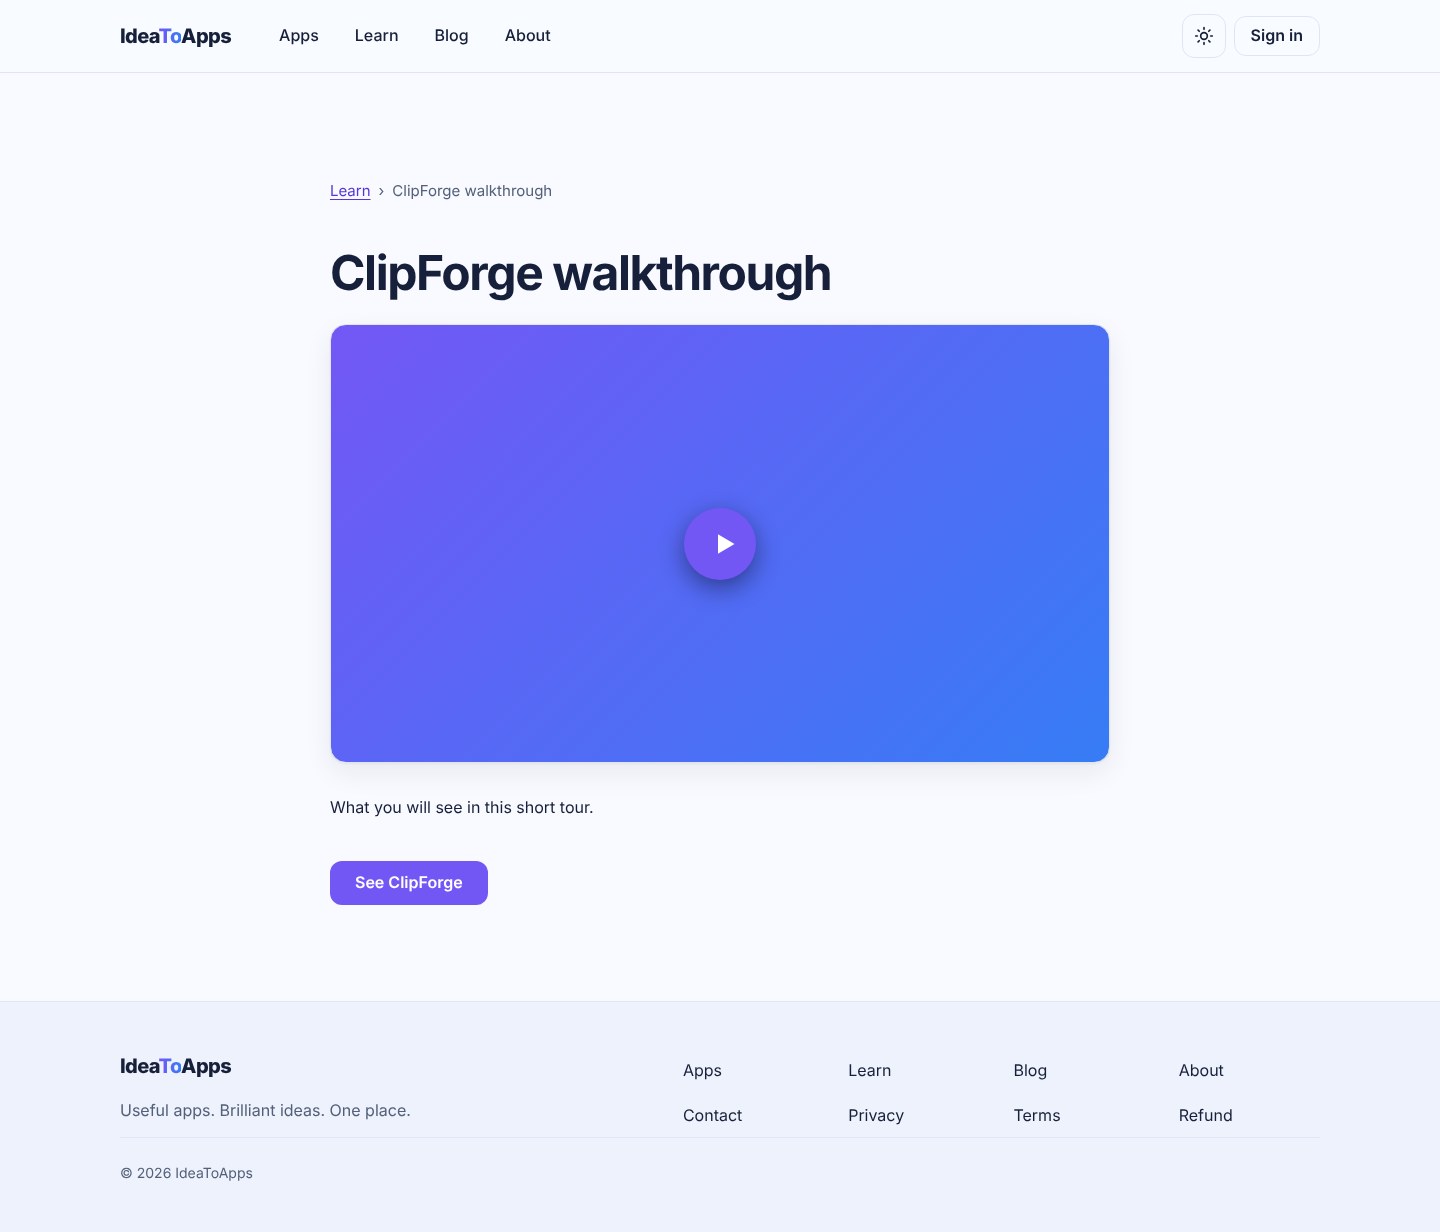 IdeaToApps Apps Learn Blog About Sign in
Learn › ClipForge walkthrough
ClipForge walkthrough
What you will see in this short tour.
See ClipForge
IdeaToApps
Useful apps. Brilliant ideas. One place.
Apps Learn Blog About
Contact Privacy Terms Refund
© 2026 IdeaToApps